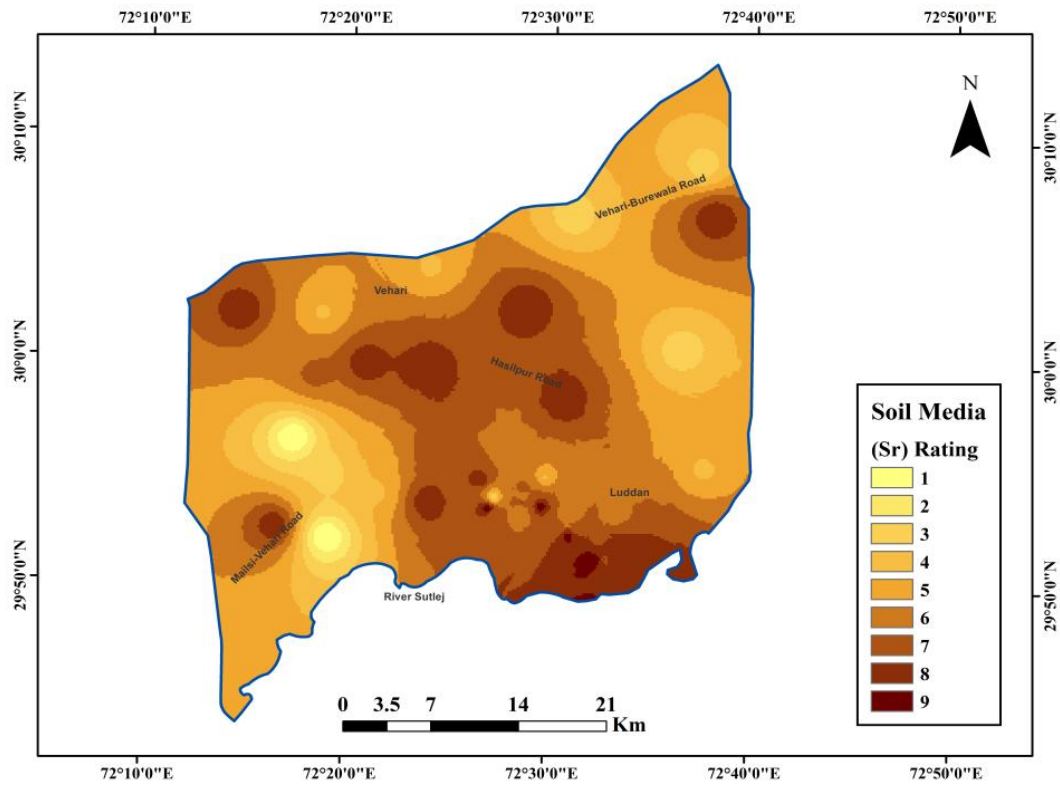 72°10'0"E 72°20'0"E 72°30'0"E 72°40'0"E 72°50'0"E
N
30°10'0"N
30°10'0"N
Vehari-Burewala Road
Vehari
30°0'0"N
30°0'0"N
Hasilpur Road
Soil Media
(Sr) Rating
1
2
3
4
5
6
7
8
9
Luddan
Mailsi-Vehari Road
29°50'0"N
29°50'0"N
River Sutlej
0 3.5 7 14 21
Km
72°10'0"E 72°20'0"E 72°30'0"E 72°40'0"E 72°50'0"E